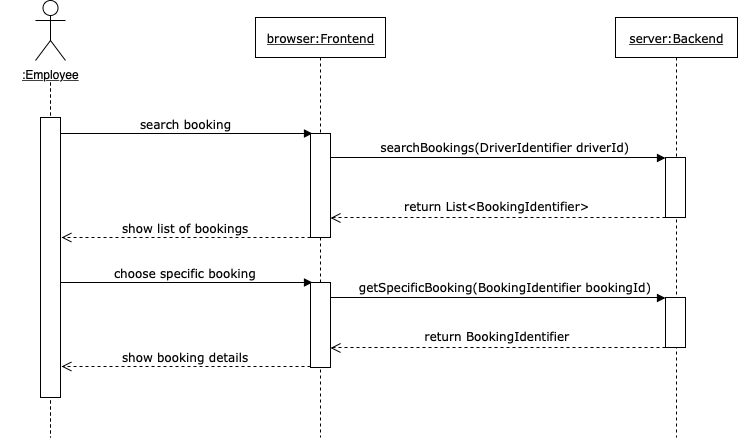 browser:Frontend
server:Backend
:Employee
search booking
searchBookings(DriverIdentifier driverId)
return List<BookingIdentifier>
show list of bookings
choose specific booking
getSpecificBooking(BookingIdentifier bookingId)
return BookingIdentifier
show booking details